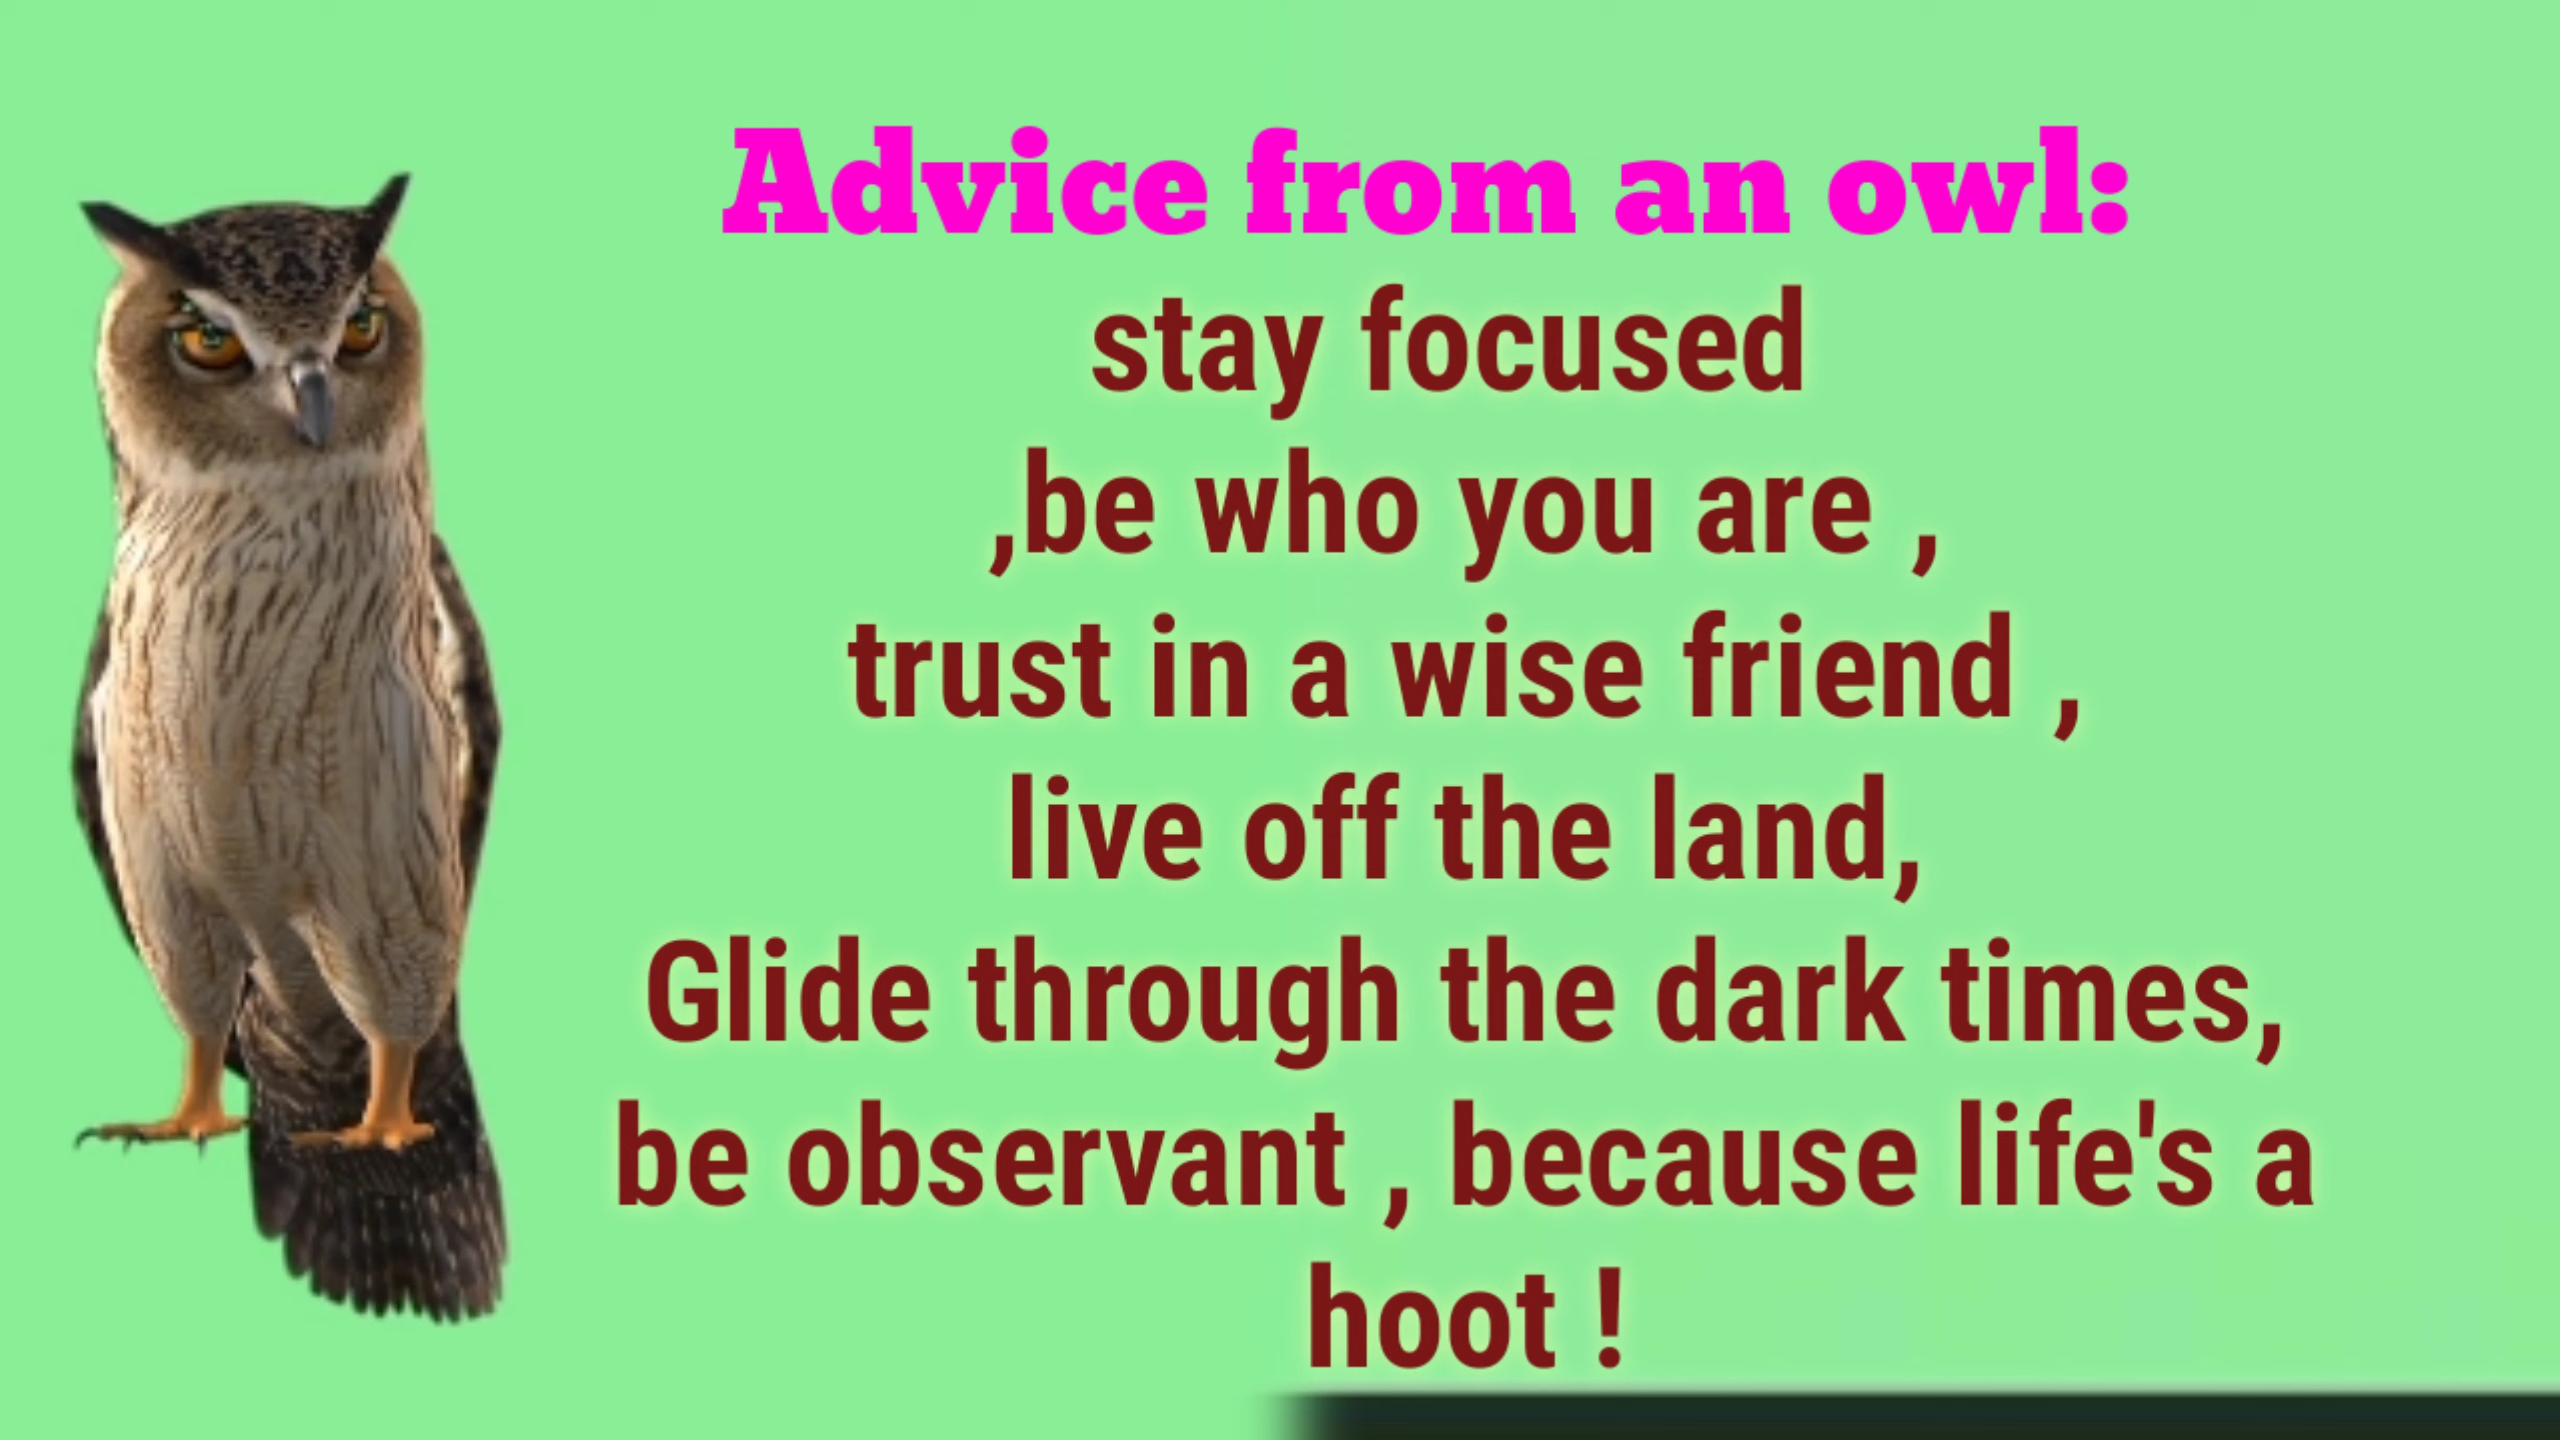 Advice from an owl:
stay focused
,be who you are ,
trust in a wise friend ,
live off the land,
Glide through the dark times,
be observant , because life's a
hoot !